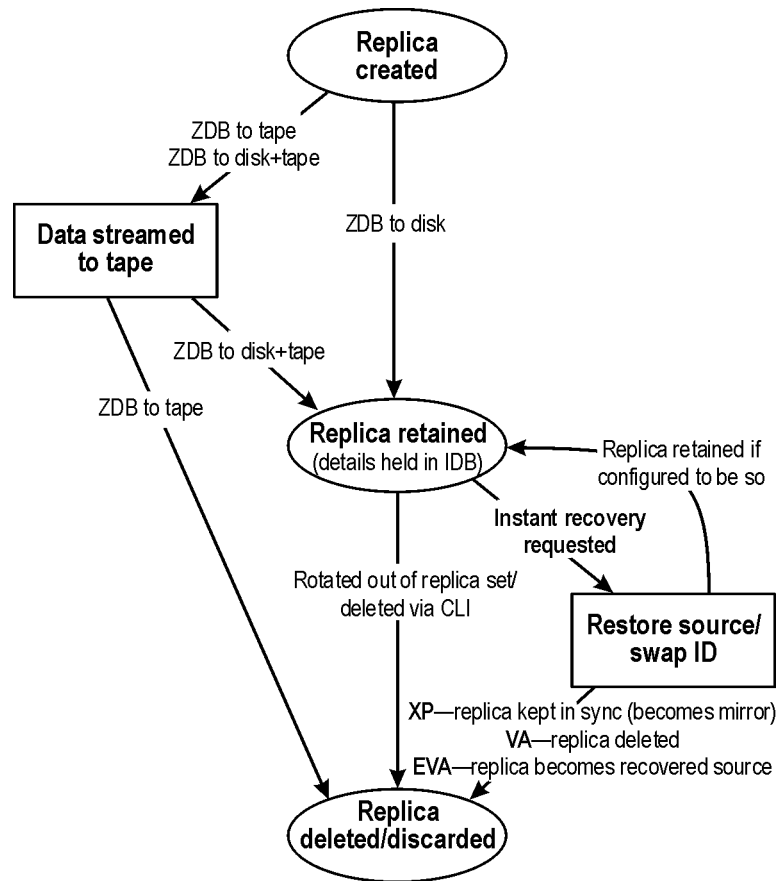 Replica
created
ZDB to tape
ZDB to disk+tape
Data streamed
to tape
ZDB to disk
ZDB to disk+tape
ZDB to tape
Replica retained
(details held in IDB)
Replica retained if
configured to be so
Instant recovery
requested
Rotated out of replica set/
deleted via CLI
Restore source/
swap ID
XP—replica kept in sync (becomes mirror)
VA—replica deleted
EVA—replica becomes recovered source
Replica
deleted/discarded